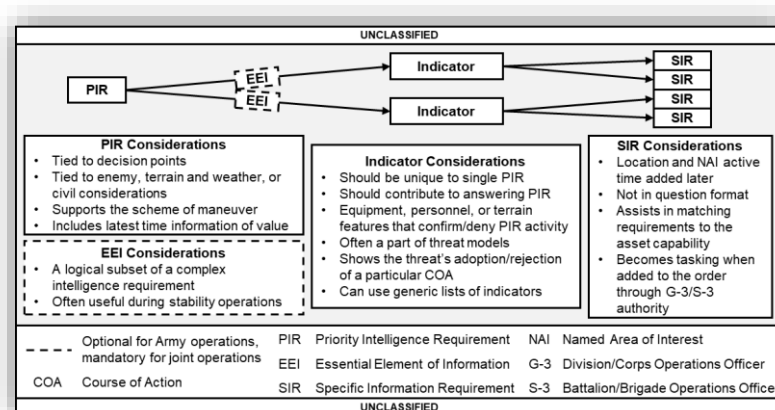 UNCLASSIFIED
PIR
EEI
EEI
Indicator
Indicator
SIR
SIR
SIR
SIR
PIR Considerations
• Tied to decision points
• Tied to enemy, terrain and weather, or
civil considerations
• Supports the scheme of maneuver
• Includes latest time information of value
EEI Considerations
• A logical subset of a complex
intelligence requirement
• Often useful during stability operations
Indicator Considerations
• Should be unique to single PIR
• Should contribute to answering PIR
• Equipment, personnel, or terrain
features that confirm/deny PIR activity
• Often a part of threat models
• Shows the threat's adoption/rejection
of a particular COA
• Can use generic lists of indicators
SIR Considerations
• Location and NAI active
time added later
• Not in question format
• Assists in matching
requirements to the
asset capability
• Becomes tasking when
added to the order
through G-3/S-3
authority
Optional for Army operations,
mandatory for joint operations
COA Course of Action
PIR Priority Intelligence Requirement
EEI Essential Element of Information
SIR Specific Information Requirement
NAI Named Area of Interest
G-3 Division/Corps Operations Officer
S-3 Battalion/Brigade Operations Office
UNCLASSIFIED